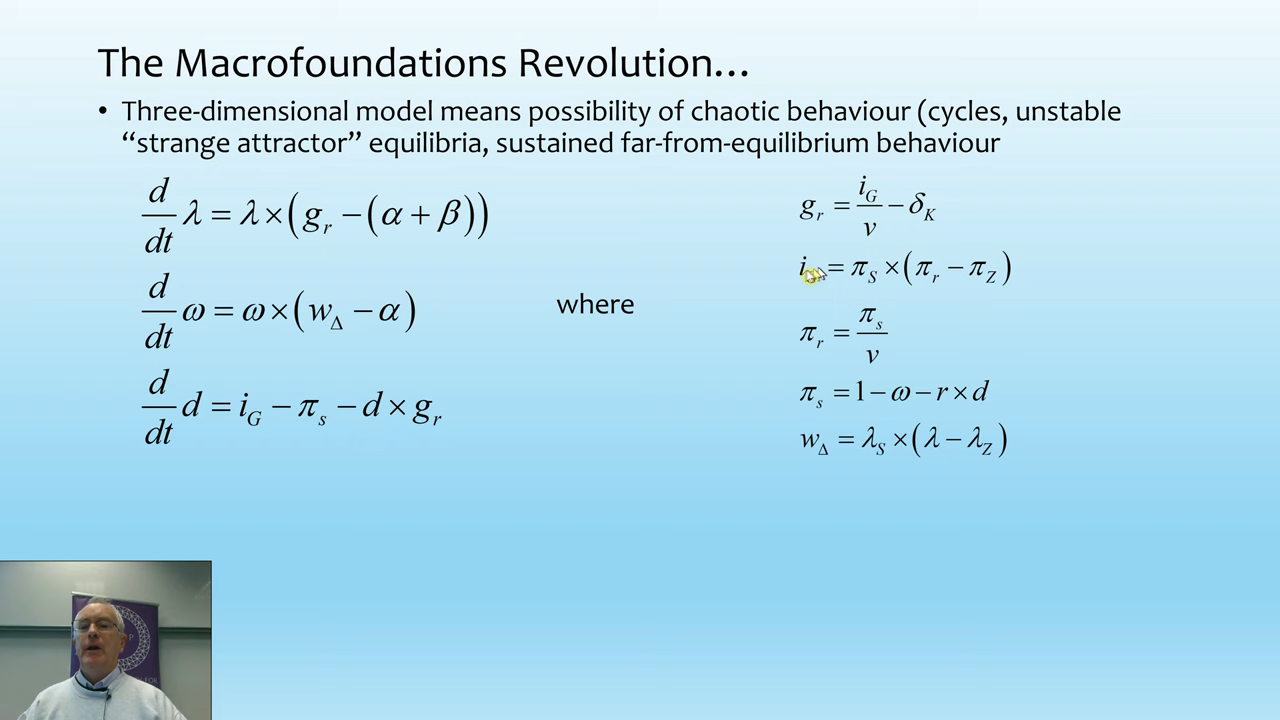 The Macrofoundations Revolution…
• Three-dimensional model means possibility of chaotic behaviour (cycles, unstable
“strange attractor” equilibria, sustained far-from-equilibrium behaviour
d/dt λ = λ × (g_r − (α + β))
d/dt ω = ω × (w_Δ − α)
d/dt d = i_G − π_s − d × g_r
where
g_r = i_G/v − δ_K
i = π_S × (π_r − π_Z)
π_r = π_s/v
π_s = 1 − ω − r × d
w_Δ = λ_S × (λ − λ_Z)
P